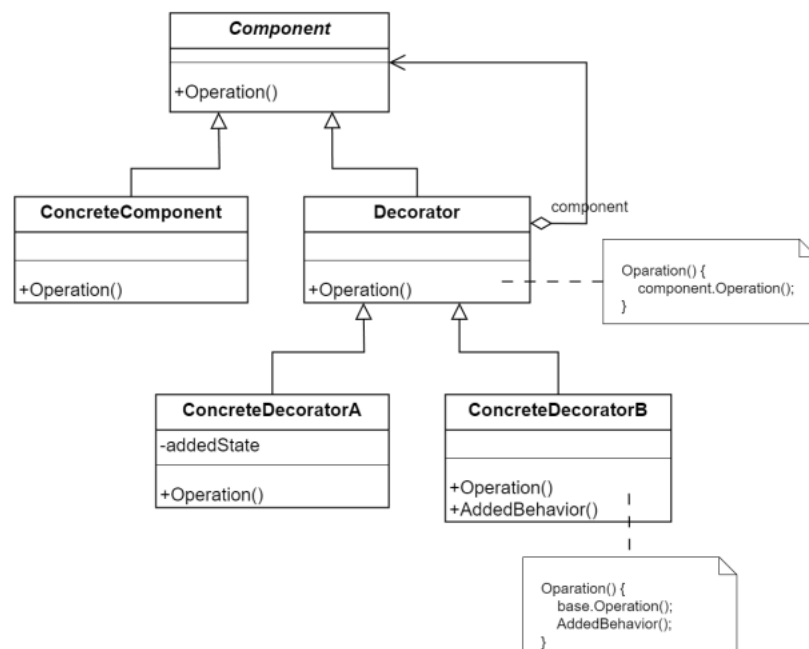 Component
+Operation()
ConcreteComponent
+Operation()
Decorator
+Operation()
component
Oparation() {
component.Operation();
}
ConcreteDecoratorA
-addedState
+Operation()
ConcreteDecoratorB
+Operation()
+AddedBehavior()
Oparation() {
base.Operation();
AddedBehavior();
}